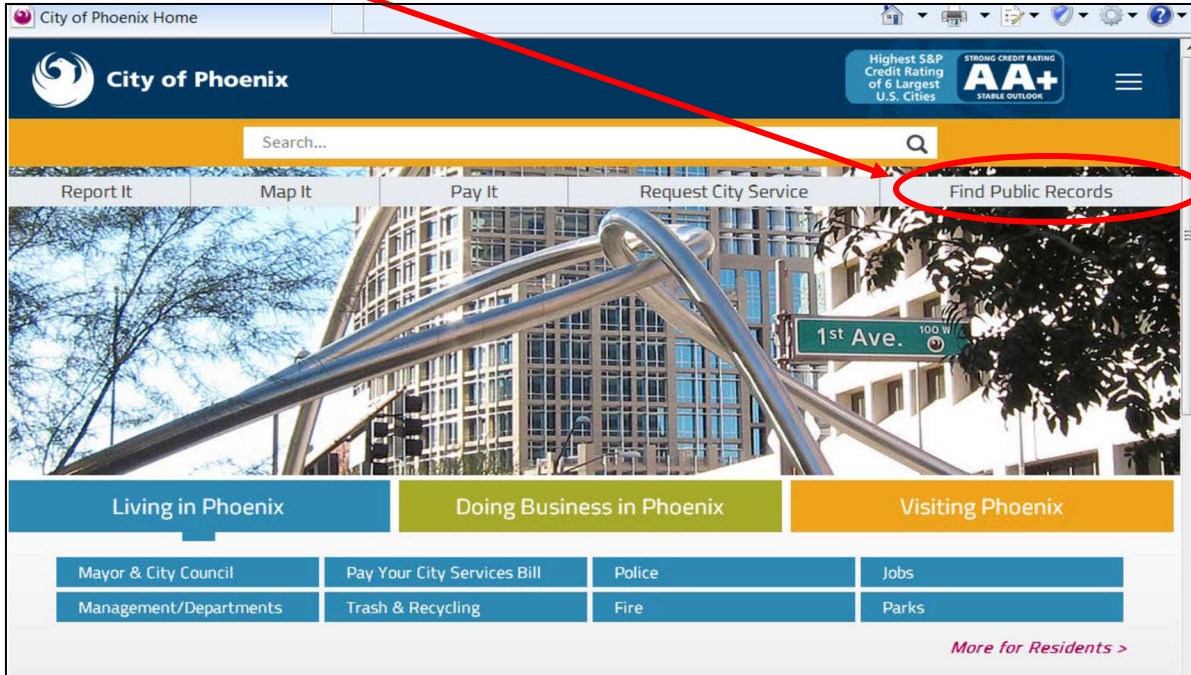 City of Phoenix Home
City of Phoenix
Highest S&P
Credit Rating
of 6 Largest
U.S. Cities
STRONG CREDIT RATING
AA+
STABLE OUTLOOK
Search...
Report It Map It Pay It Request City Service Find Public Records
1st Ave. 100 W
Living in Phoenix Doing Business in Phoenix Visiting Phoenix
Mayor & City Council Pay Your City Services Bill Police Jobs
Management/Departments Trash & Recycling Fire Parks
More for Residents >